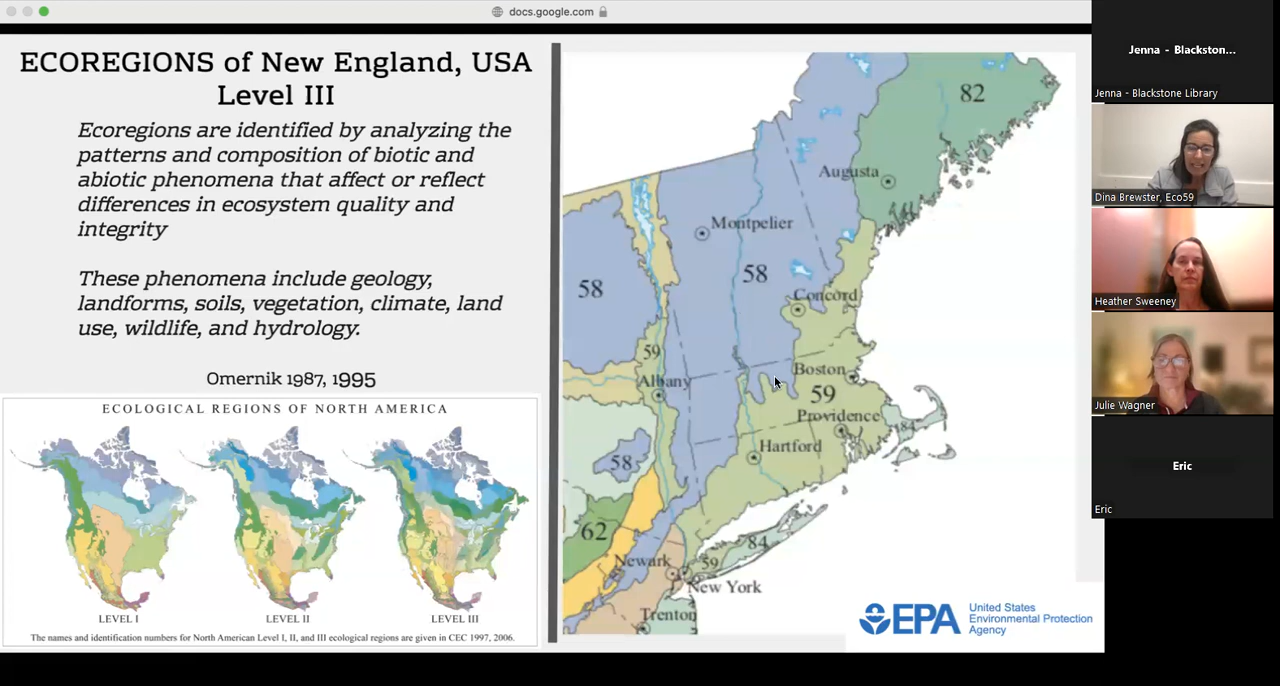 docs.google.com
ECOREGIONS of New England, USA
Level III
Ecoregions are identified by analyzing the
patterns and composition of biotic and
abiotic phenomena that affect or reflect
differences in ecosystem quality and
integrity
These phenomena include geology,
landforms, soils, vegetation, climate, land
use, wildlife, and hydrology.
Omernik 1987, 1995
ECOLOGICAL REGIONS OF NORTH AMERICA
LEVEL I
LEVEL II
LEVEL III
The names and identification numbers for North American Level I, II, and III ecological regions are given in CEC 1997, 2006.
82
Augusta
Montpelier
58
58
Concord
59
Albany
Boston
59
Providence
84
Hartford
58
62
84
Newark
59
New York
Trenton
EPA
United States
Environmental Protection
Agency
Jenna - Blackston...
Jenna - Blackstone Library
Dina Brewster, Eco59
Heather Sweeney
Julie Wagner
Eric
Eric